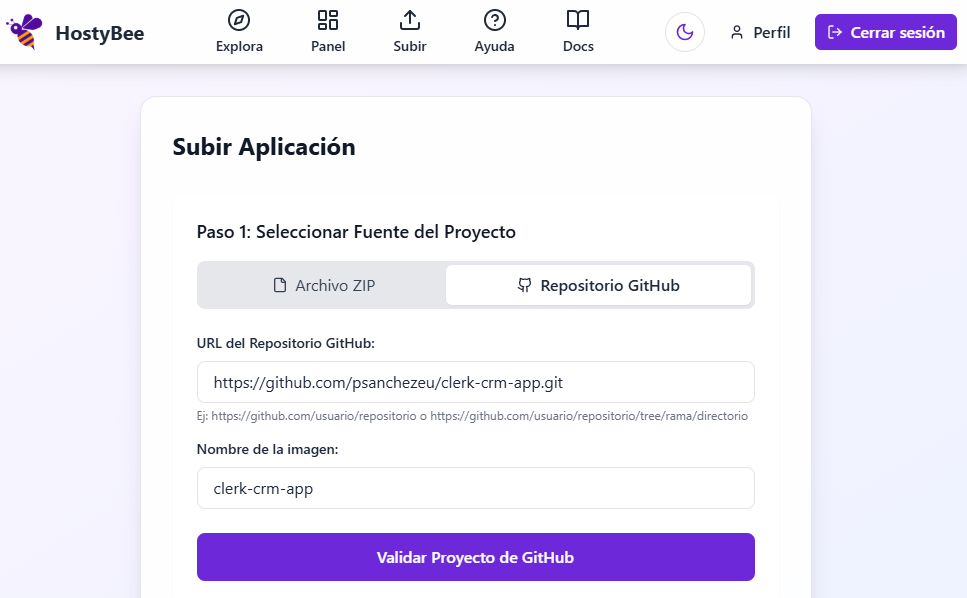 HostyBee
Explora
Panel
Subir
Ayuda
Docs
Perfil
Cerrar sesión
Subir Aplicación
Paso 1: Seleccionar Fuente del Proyecto
Archivo ZIP
Repositorio GitHub
URL del Repositorio GitHub:
https://github.com/psanchezeu/clerk-crm-app.git
Ej: https://github.com/usuario/repositorio o https://github.com/usuario/repositorio/tree/rama/directorio
Nombre de la imagen:
clerk-crm-app
Validar Proyecto de GitHub